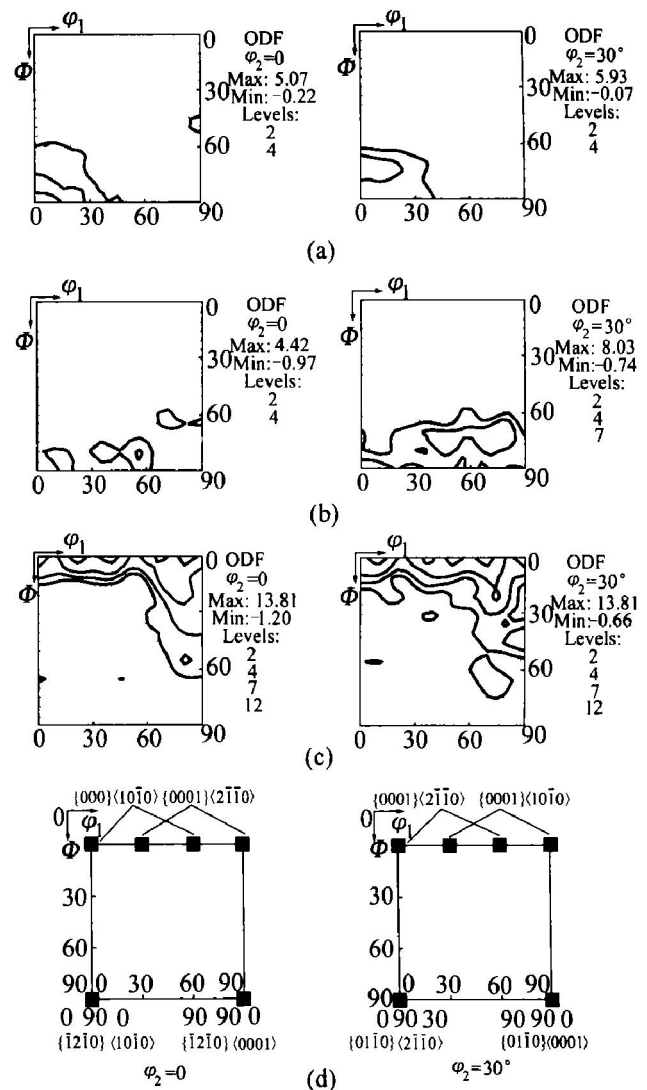 φ1 0 ODF
Φ φ2=0
Max: 5.07
30 Min:−0.22
Levels:
2
60 4
0 30 60 90
φ1 0 ODF
Φ φ2=30°
Max: 5.93
30 Min:−0.07
Levels:
2
60 4
0 30 60 90
(a)
φ1 0 ODF
Φ φ2=0
Max: 4.42
30 Min:−0.97
Levels:
2
60 4
0 30 60 90
φ1 0 ODF
Φ φ2=30°
Max: 8.03
30 Min:−0.74
Levels:
2
60 4
7
0 30 60 90
(b)
φ1 0 ODF
Φ φ2=0
Max: 13.81
30 Min:−1.20
Levels:
2
60 4
7
12
0 30 60 90
φ1 0 ODF
Φ φ2=30°
Max: 13.81
30 Min:−0.66
Levels:
2
60 4
7
12
0 30 60 90
(c)
{000}⟨101̄0⟩ {0001}⟨21̄1̄0⟩
0 φ1
Φ
30
60
90 0 30 60 90
0 90 0 90 90 0
{1̄21̄0}⟨101̄0⟩ {1̄21̄0}⟨0001⟩
φ2=0
{0001}⟨21̄1̄0⟩ {0001}⟨101̄0⟩
0 φ1
Φ
30
60
90 0 30 60 90
0 90 30 90 90 0
{011̄0}⟨21̄1̄0⟩ {011̄0}⟨0001⟩
φ2=30°
(d)